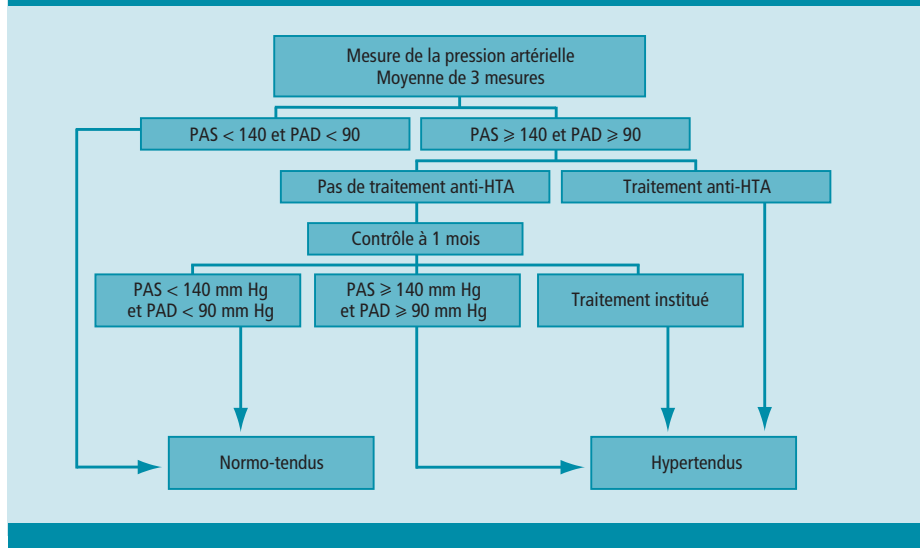 Mesure de la pression artérielle
Moyenne de 3 mesures
PAS < 140 et PAD < 90
PAS ⩾ 140 et PAD ⩾ 90
Pas de traitement anti-HTA
Traitement anti-HTA
Contrôle à 1 mois
PAS < 140 mm Hg
et PAD < 90 mm Hg
PAS ⩾ 140 mm Hg
et PAD ⩾ 90 mm Hg
Traitement institué
Normo-tendus
Hypertendus